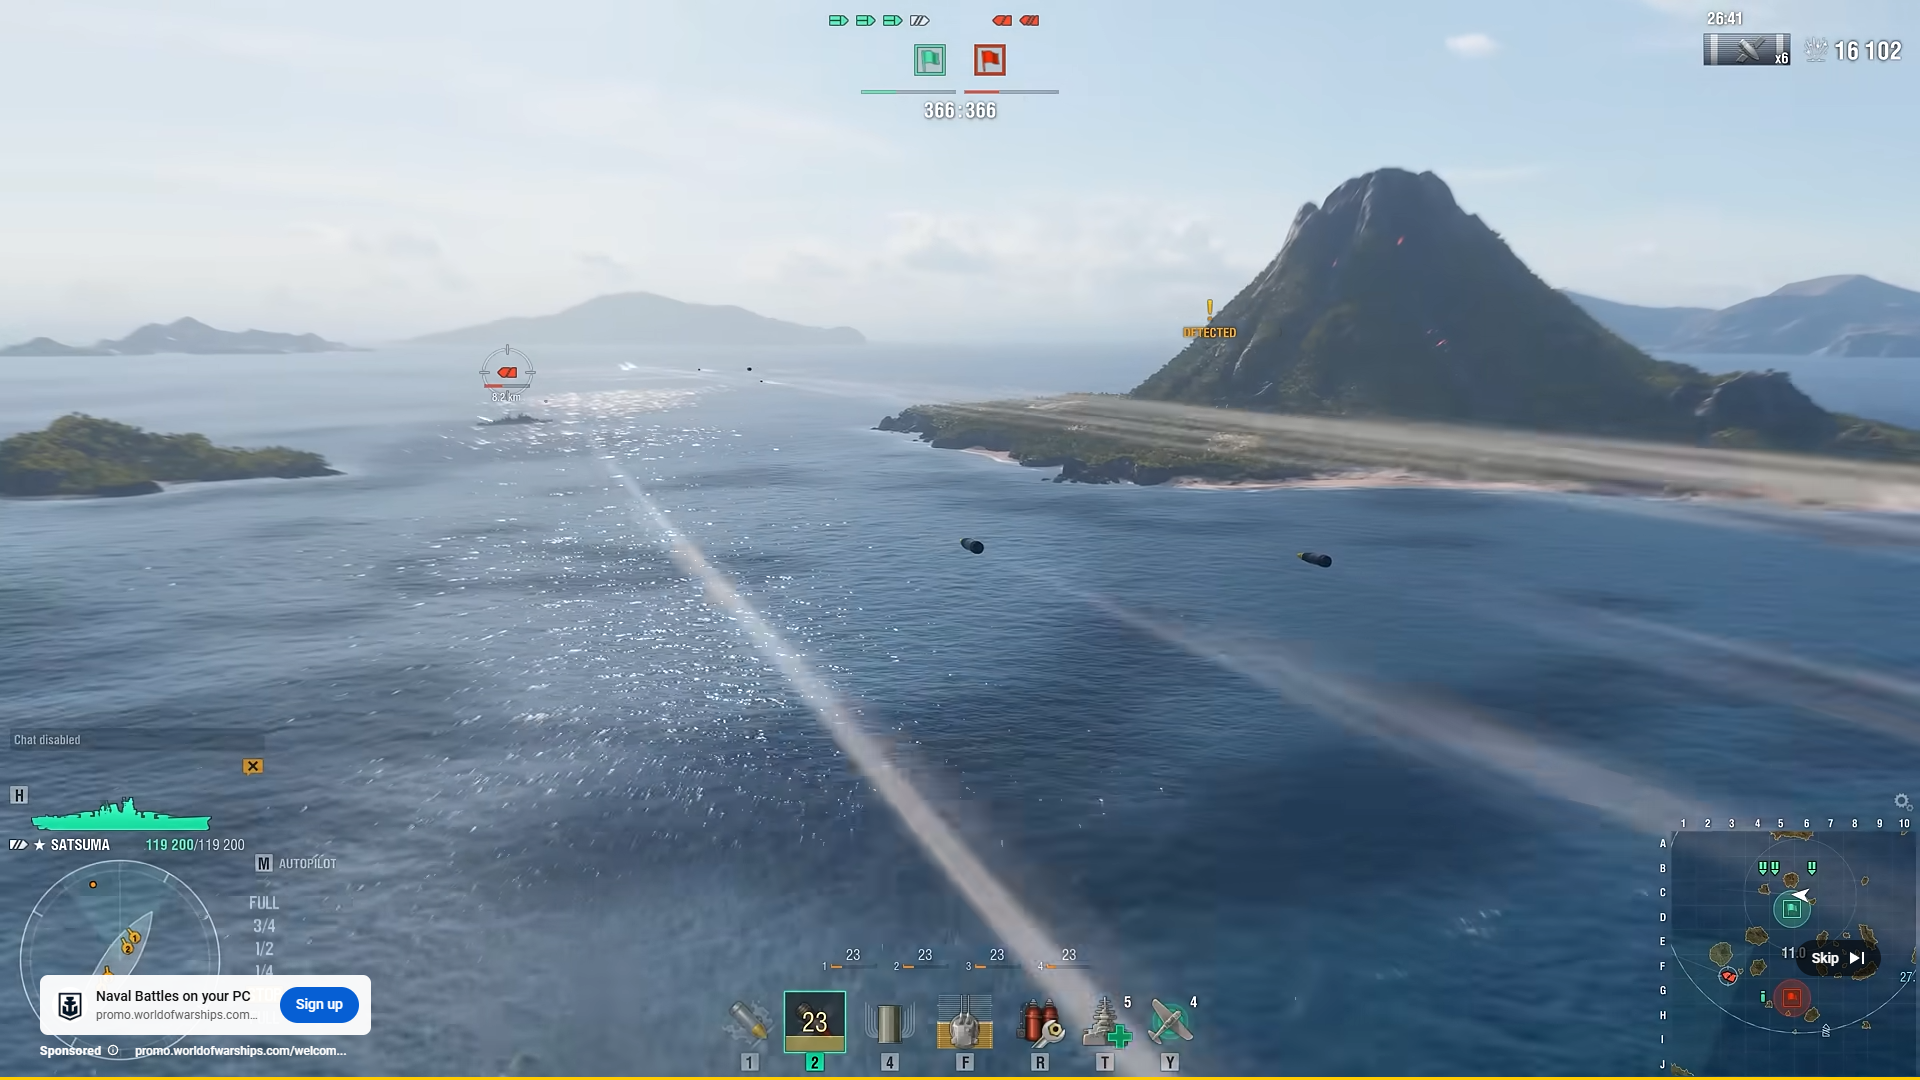 26:41
x6
16 102
366:366
DETECTED
8.2 km
Chat disabled
H
SATSUMA
119 200/119 200
M AUTOPILOT
FULL
3/4
1/2
1/4
Naval Battles on your PC
promo.worldofwarships.com...
Sign up
Sponsored
promo.worldofwarships.com/welcom...
1 23 2 23 3 23 4 23
23
5
4
1 2 4 F R T Y
1 2 3 4 5 6 7 8 9 10
A
B
C
D
E
F
G
H
I
J
11.0
Skip
27.